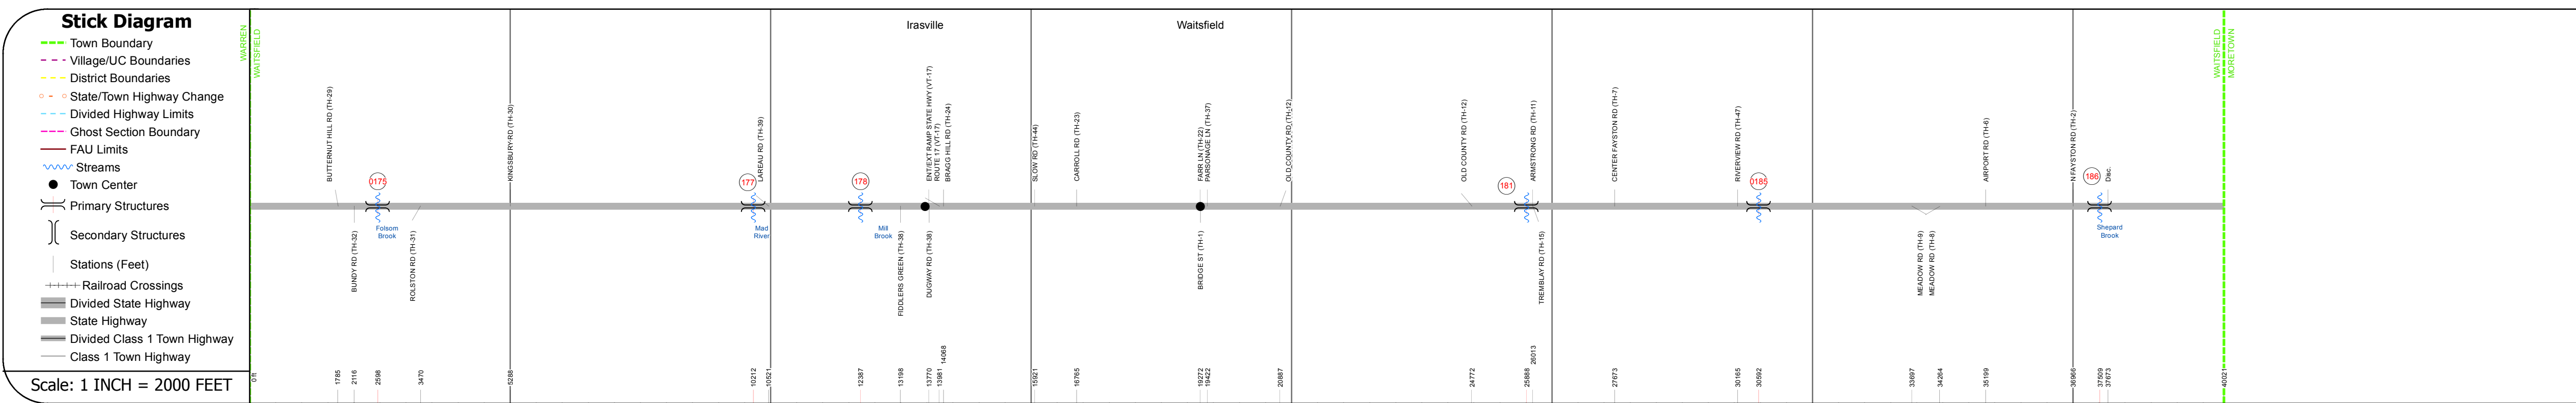 Stick Diagram
Town Boundary
Village/UC Boundaries
District Boundaries
State/Town Highway Change
Divided Highway Limits
Ghost Section Boundary
FAU Limits
Streams
Town Center
Primary Structures
Secondary Structures
Stations (Feet)
Railroad Crossings
Divided State Highway
State Highway
Divided Class 1 Town Highway
Class 1 Town Highway
Scale: 1 INCH = 2000 FEET
WARREN
WAITSFIELD
Irasville
Waitsfield
WAITSFIELD
MORETOWN
BUTTERNUT HILL RD (TH-29)
KINGSBURY RD (TH-30)
LAREAU RD (TH-39)
ENT/EXT RAMP STATE HWY (VT-17)
ROUTE 17 (VT-17)
BRAGG HILL RD (TH-24)
SLOW RD (TH-44)
CARROLL RD (TH-23)
FARR LN (TH-22)
PARSONAGE LN (TH-37)
OLD COUNTY RD (TH-12)
OLD COUNTY RD (TH-12)
ARMSTRONG RD (TH-11)
CENTER FAYSTON RD (TH-7)
RIVERVIEW RD (TH-47)
AIRPORT RD (TH-6)
N FAYSTON RD (TH-2)
Disc.
0175
177
178
181
0185
186
Folsom
Brook
Mad
River
Mill
Brook
Shepard
Brook
BUNDY RD (TH-32)
ROLSTON RD (TH-31)
FIDDLERS GREEN (TH-38)
DUGWAY RD (TH-38)
BRIDGE ST (TH-1)
TREMBLAY RD (TH-15)
MEADOW RD (TH-9)
MEADOW RD (TH-8)
0 ft
1785
2116
2598
3470
5288
10212
10521
12387
13198
13770
13981
14068
15921
16765
19272
19422
20887
24772
25888
26013
27673
30165
30592
33697
34264
35199
36966
37509
37673
40021